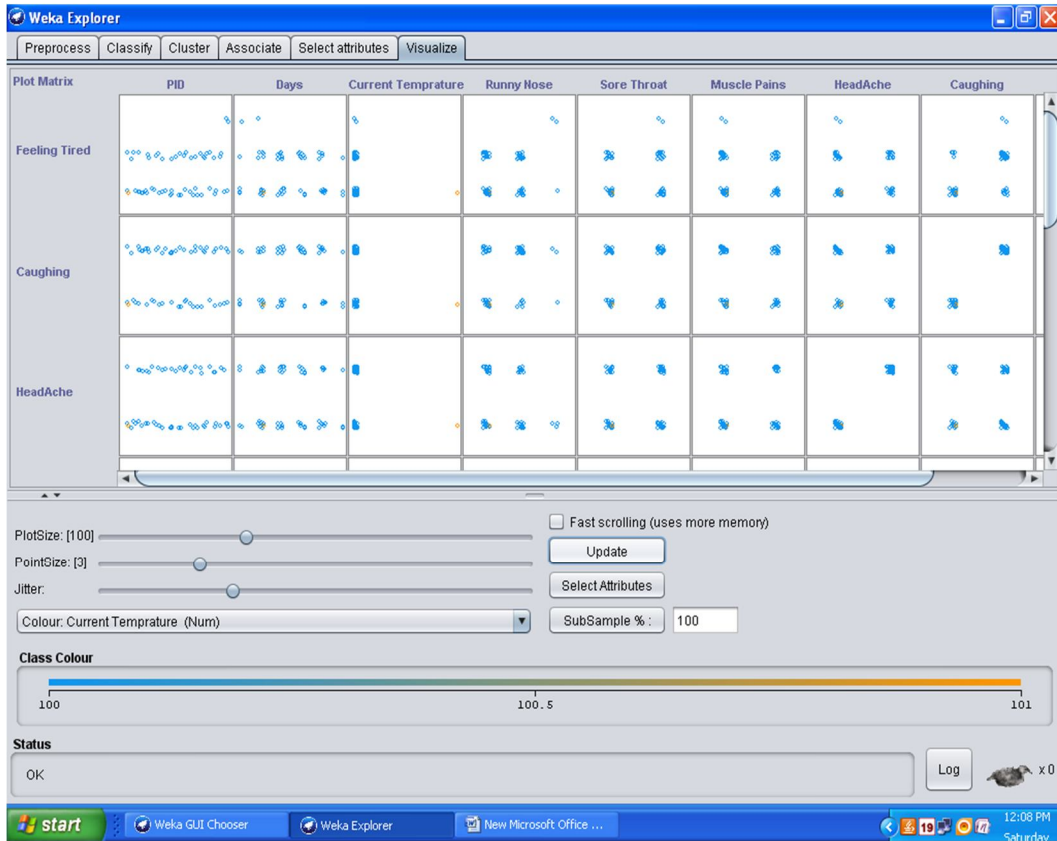 Weka Explorer
Preprocess Classify Cluster Associate Select attributes Visualize
Plot Matrix PID Days Current Temprature Runny Nose Sore Throat Muscle Pains HeadAche Caughing
Feeling Tired
Caughing
HeadAche
PlotSize: [100]
PointSize: [3]
Jitter:
Fast scrolling (uses more memory)
Update
Select Attributes
Colour: Current Temprature (Num)
SubSample % : 100
Class Colour
100 100.5 101
Status
OK
Log x 0
start Weka GUI Chooser Weka Explorer New Microsoft Office ... 19 12:08 PM
Saturday